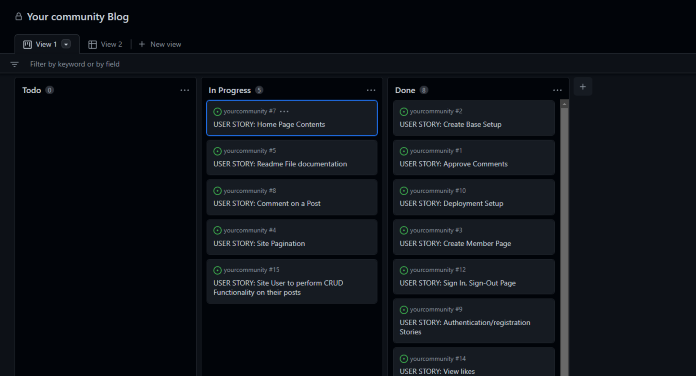 Your community Blog
View 1
View 2
+ New view
Filter by keyword or by field
Todo 0
In Progress 5
yourcommunity #7
USER STORY: Home Page Contents
yourcommunity #5
USER STORY: Readme File documentation
yourcommunity #8
USER STORY: Comment on a Post
yourcommunity #4
USER STORY: Site Pagination
yourcommunity #15
USER STORY: Site User to perform CRUD
Functionality on their posts
Done 8
yourcommunity #2
USER STORY: Create Base Setup
yourcommunity #1
USER STORY: Approve Comments
yourcommunity #10
USER STORY: Deployment Setup
yourcommunity #3
USER STORY: Create Member Page
yourcommunity #12
USER STORY: Sign In, Sign-Out Page
yourcommunity #9
USER STORY: Authentication/registration
Stories
yourcommunity #14
USER STORY: View likes